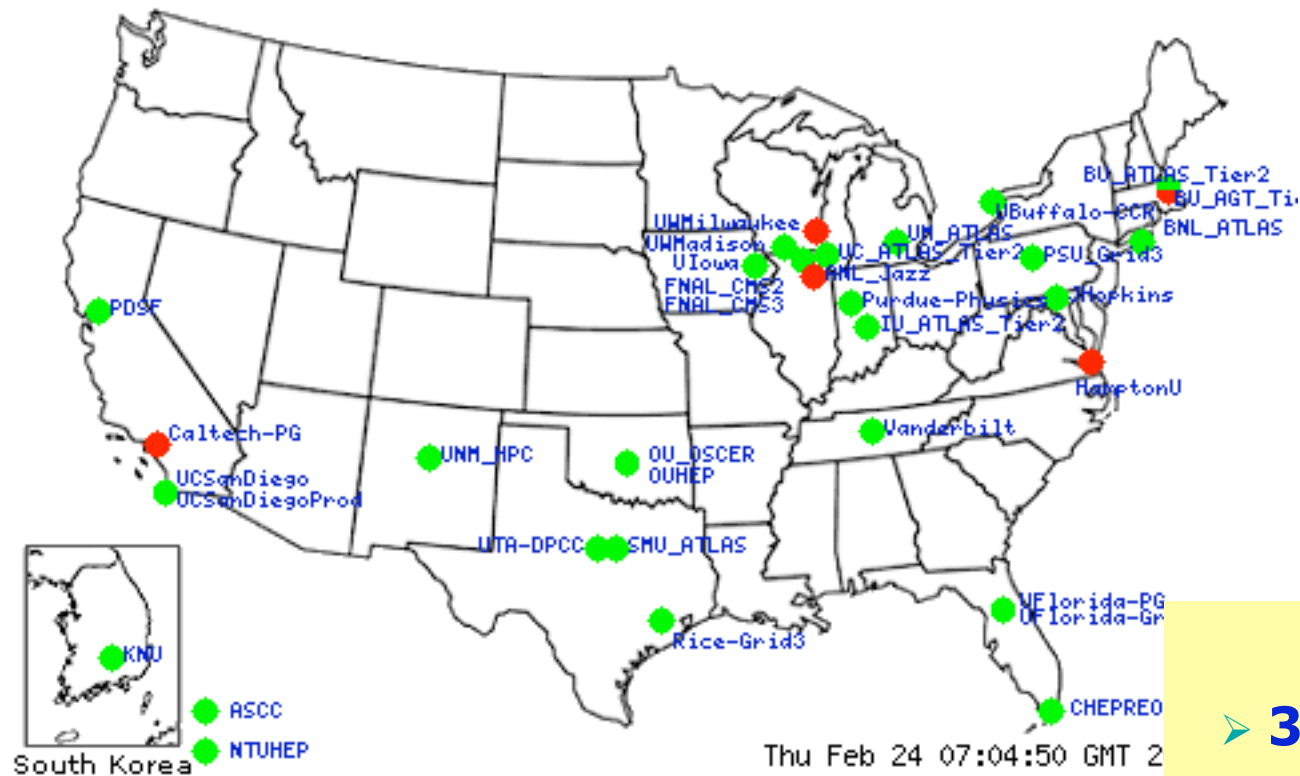 BU_ATLAS_Tier2
BU_AGT_Ti
UBuffalo-CCR
BNL_ATLAS
UWMilwaukee
UM_ATLAS
UWMadison
UC_ATLAS_Tier2
PSU_Grid3
UIowa
ANL_Jazz
FNAL_CMS2
FNAL_CMS3
Purdue-Physics
Hopkins
PDSF
IU_ATLAS_Tier2
HamptonU
Caltech-PG
Vanderbilt
UNM_HPC
OU_OSCER
OUHEP
UCSanDiego
UCSanDiegoProd
UTA-DPCC
SMU_ATLAS
UFlorida-PG
UFlorida-Gr
Rice-Grid3
KNU
ASCC
CHEPREO
NTUHEP
➢ 3
South Korea
Thu Feb 24 07:04:50 GMT 2